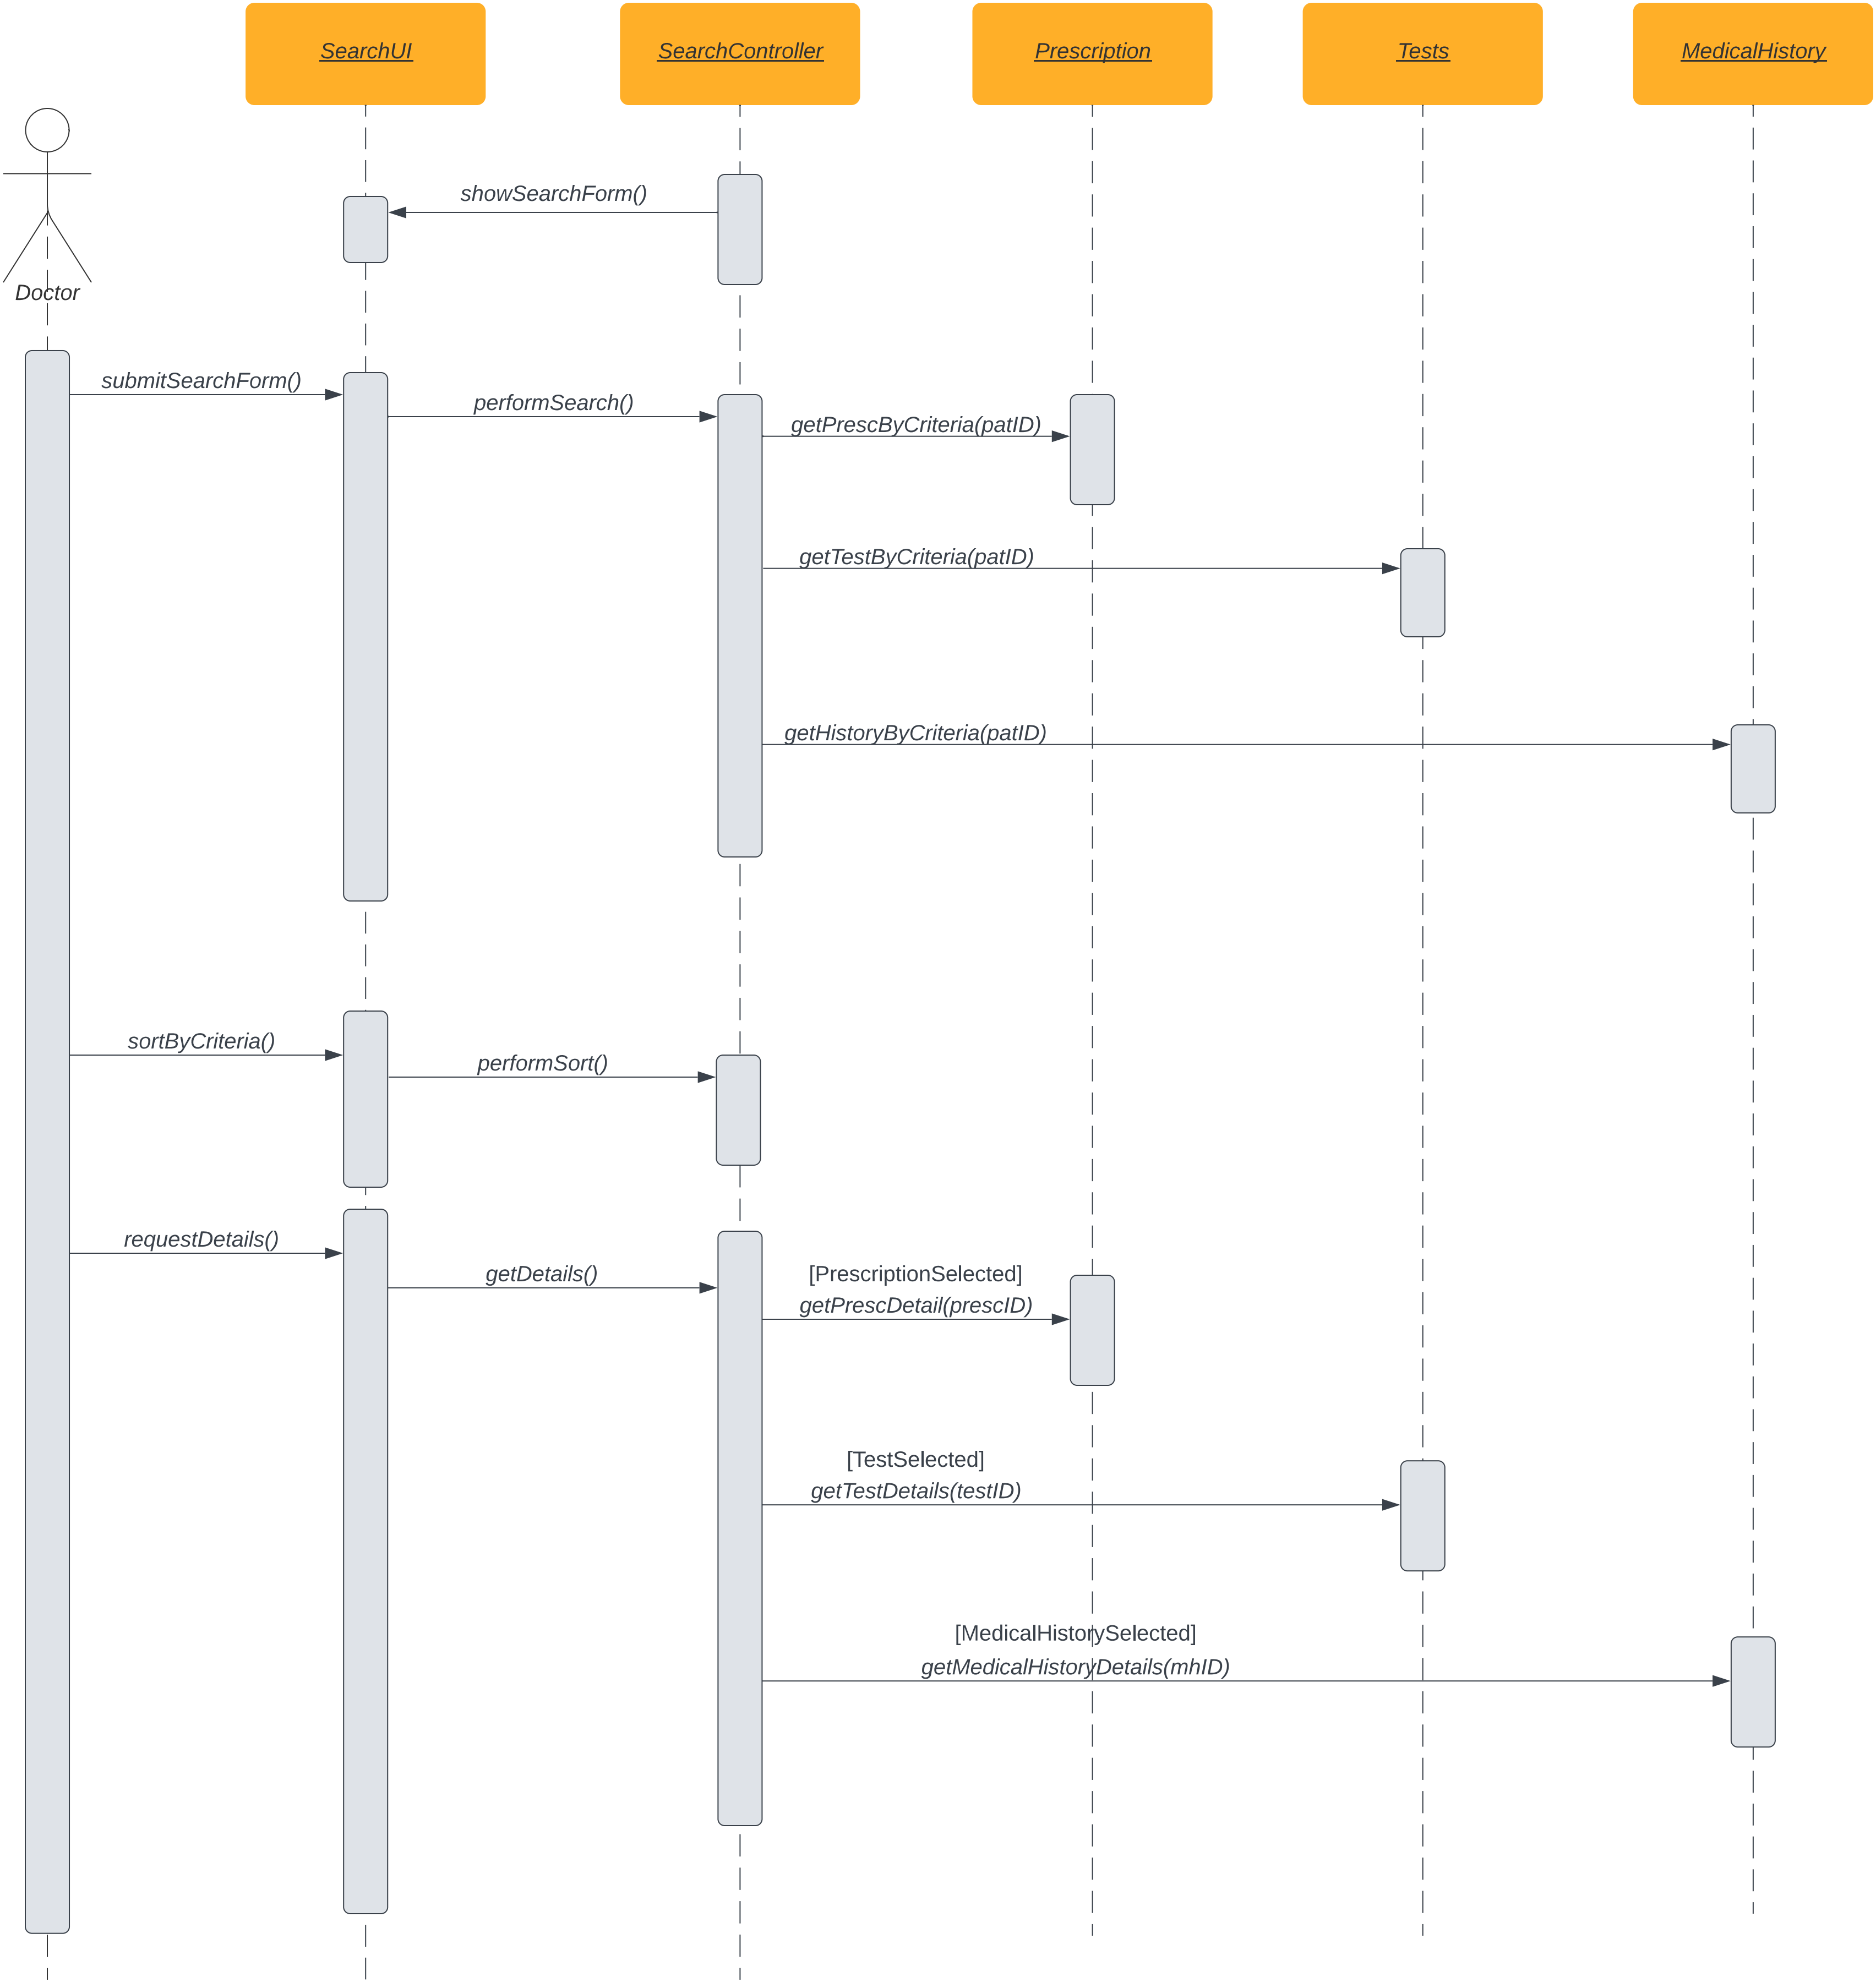 SearchUI
SearchController
Prescription
Tests
MedicalHistory
showSearchForm()
Doctor
submitSearchForm()
performSearch()
getPrescByCriteria(patID)
getTestByCriteria(patID)
getHistoryByCriteria(patID)
sortByCriteria()
performSort()
requestDetails()
getDetails()
[PrescriptionSelected]
getPrescDetail(prescID)
[TestSelected]
getTestDetails(testID)
[MedicalHistorySelected]
getMedicalHistoryDetails(mhID)